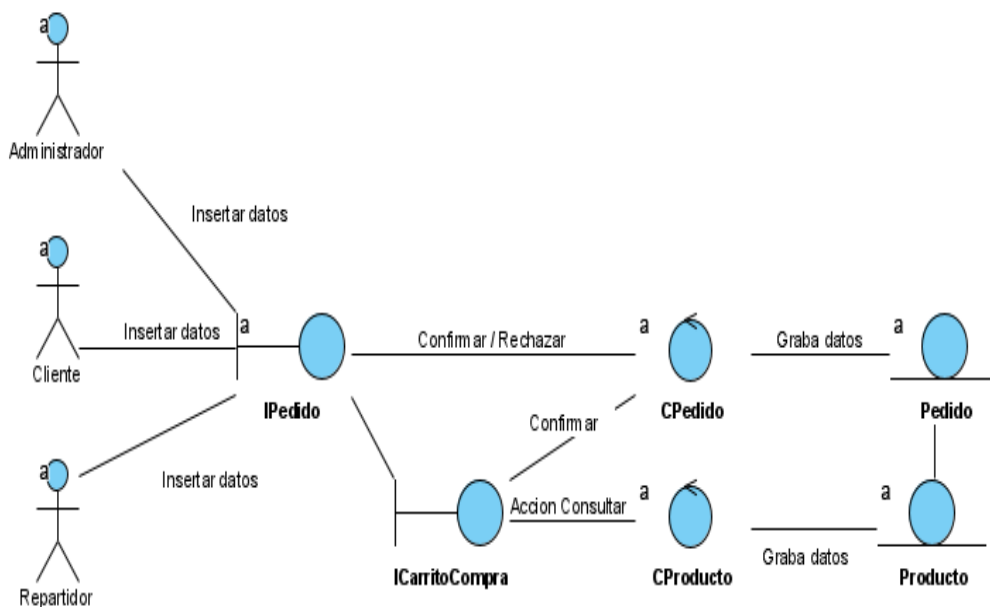 a
Administrador
Insertar datos
a
Cliente
Insertar datos
a
IPedido
Confirmar / Rechazar
a
CPedido
Graba datos
a
Pedido
Confirmar
a
Repartidor
Insertar datos
ICarritoCompra
Accion Consultar
a
CProducto
Graba datos
a
Producto